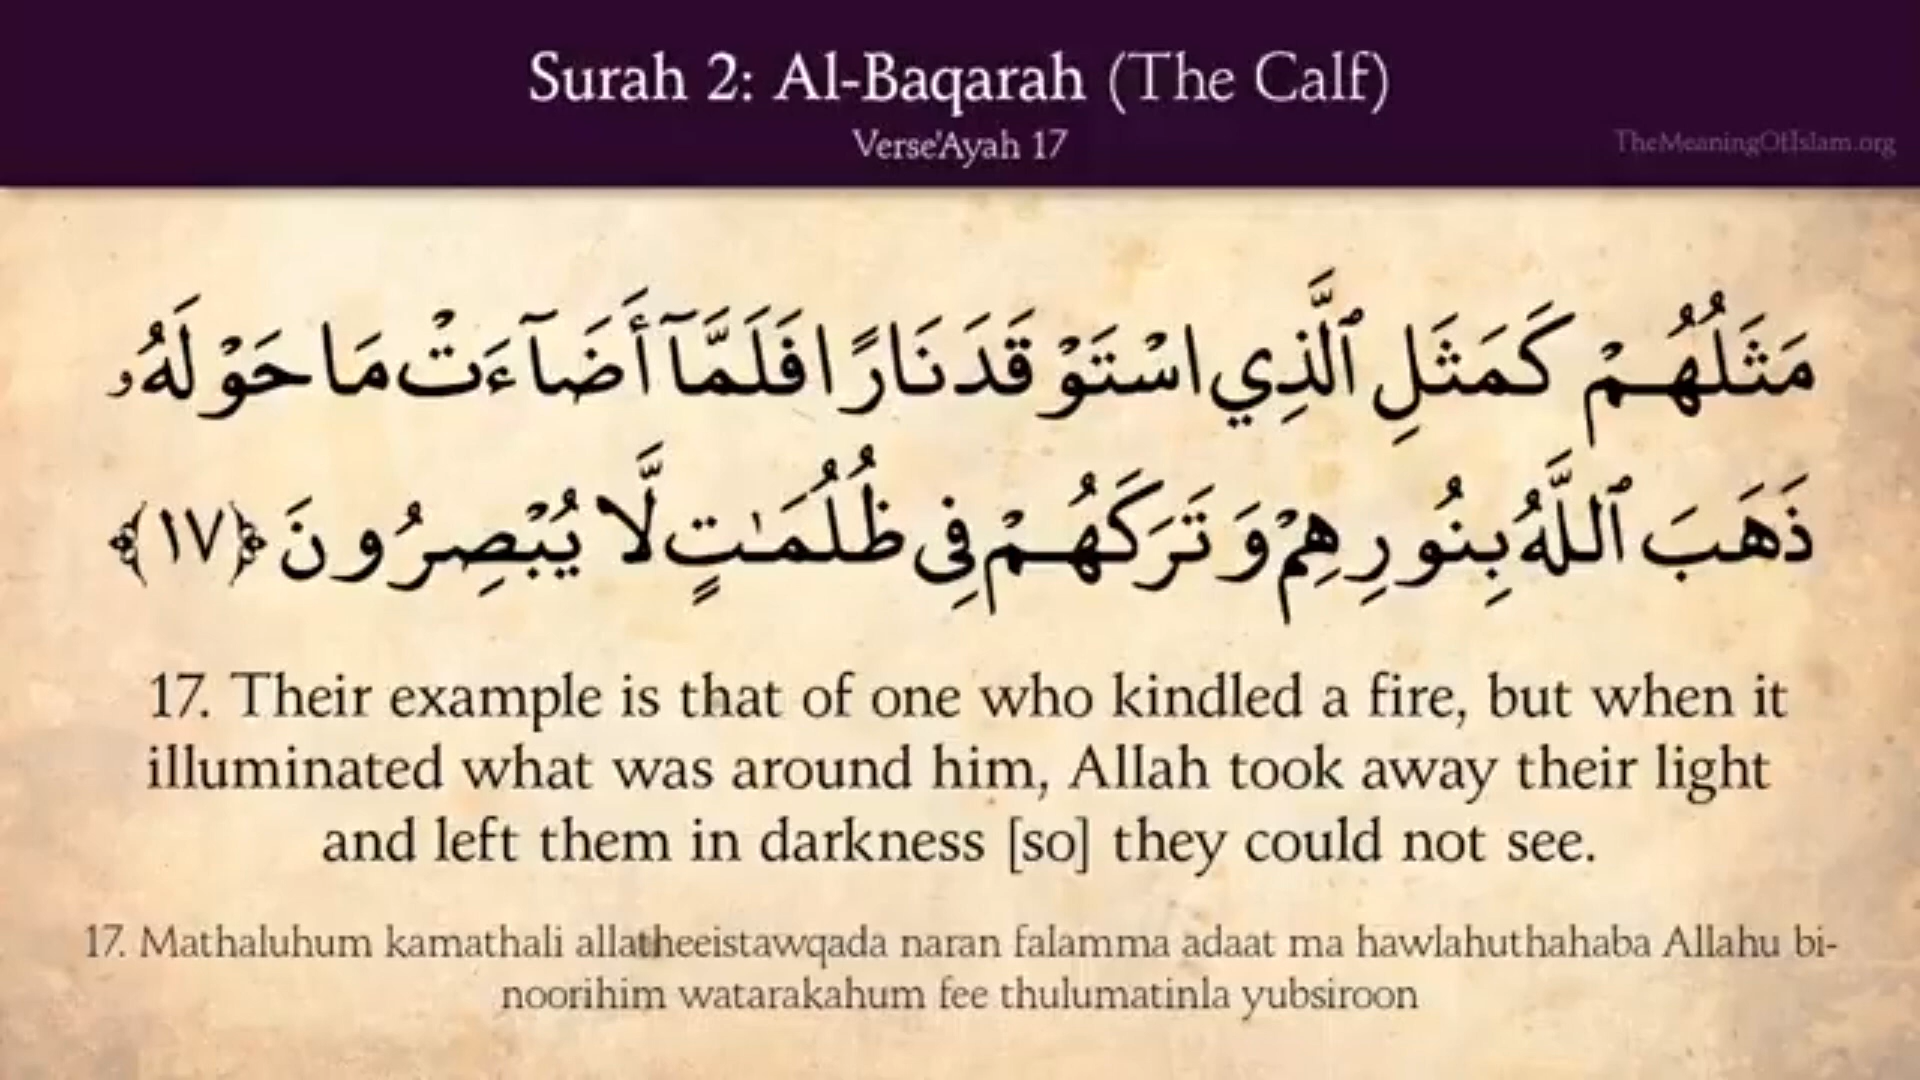 Surah 2: Al-Baqarah (The Calf)
Verse'Ayah 17
TheMeaningOfIslam.org
مَثَلُهُمْ كَمَثَلِ ٱلَّذِي اسْتَوْقَدَ نَارًا فَلَمَّآ أَضَآءَتْ مَا حَوْلَهُۥ
ذَهَبَ ٱللَّهُ بِنُورِهِمْ وَتَرَكَهُمْ فِى ظُلُمَـٰتٍ لَّا يُبْصِرُونَ ﴿١٧﴾
17. Their example is that of one who kindled a fire, but when it
illuminated what was around him, Allah took away their light
and left them in darkness [so] they could not see.
17. Mathaluhum kamathali allatheeistawqada naran falamma adaat ma hawlahuthahaba Allahu bi-
noorihim watarakahum fee thulumatinla yubsiroon